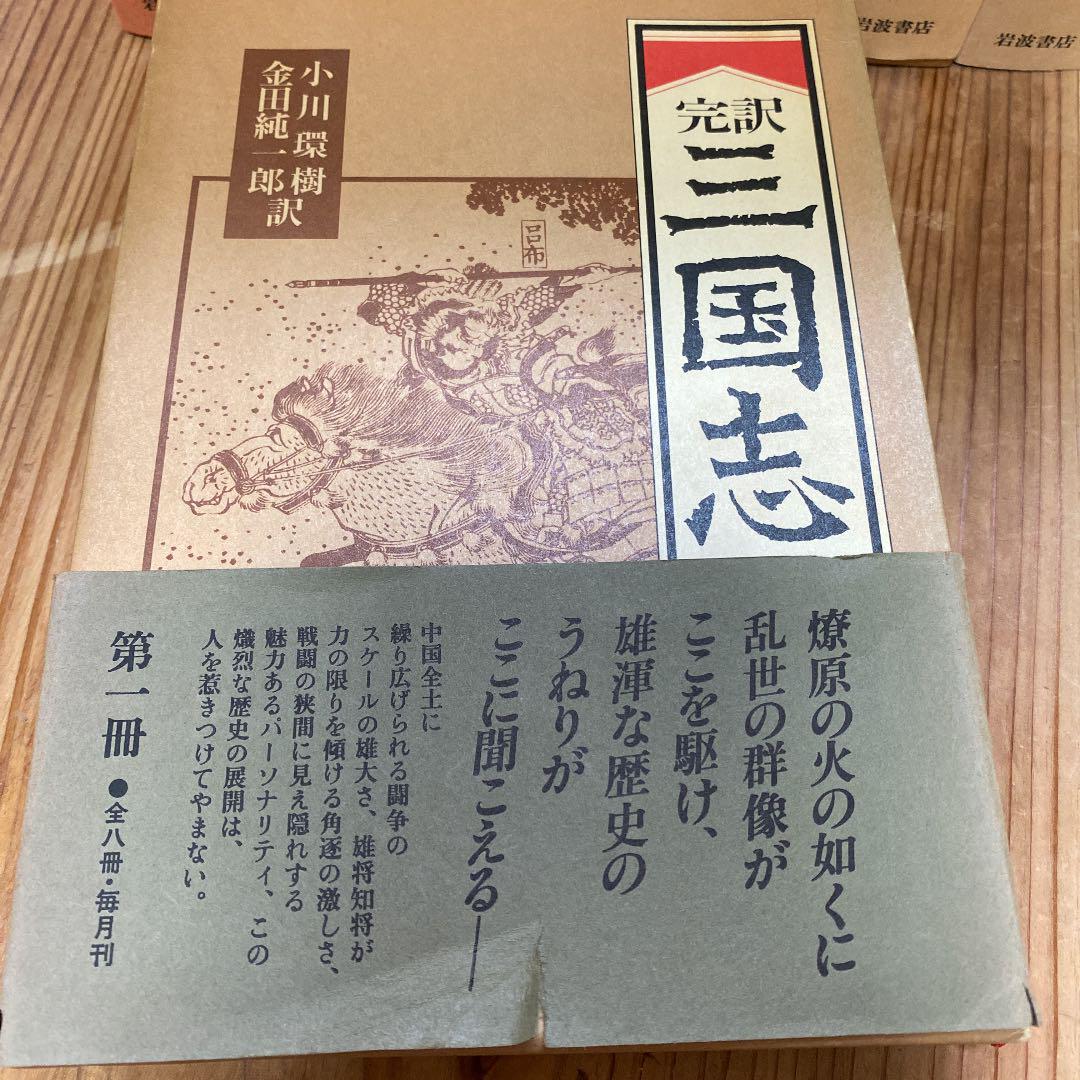 完訳
三国志
小川環樹
金田純一郎訳
呂布
燎原の火の如くに
乱世の群像が
ここを駆け、
雄渾な歴史の
うねりが
ここに聞こえる──
中国全土に
繰り広げられる闘争の
スケールの雄大さ、雄将知将が
力の限りを傾ける角逐の激しさ、
戦闘の狭間に見え隠れする
魅力あるパーソナリティ、この
熾烈な歴史の展開は、
人を惹きつけてやまない。
第一冊●全八冊・毎月刊
岩波書店
岩波書店